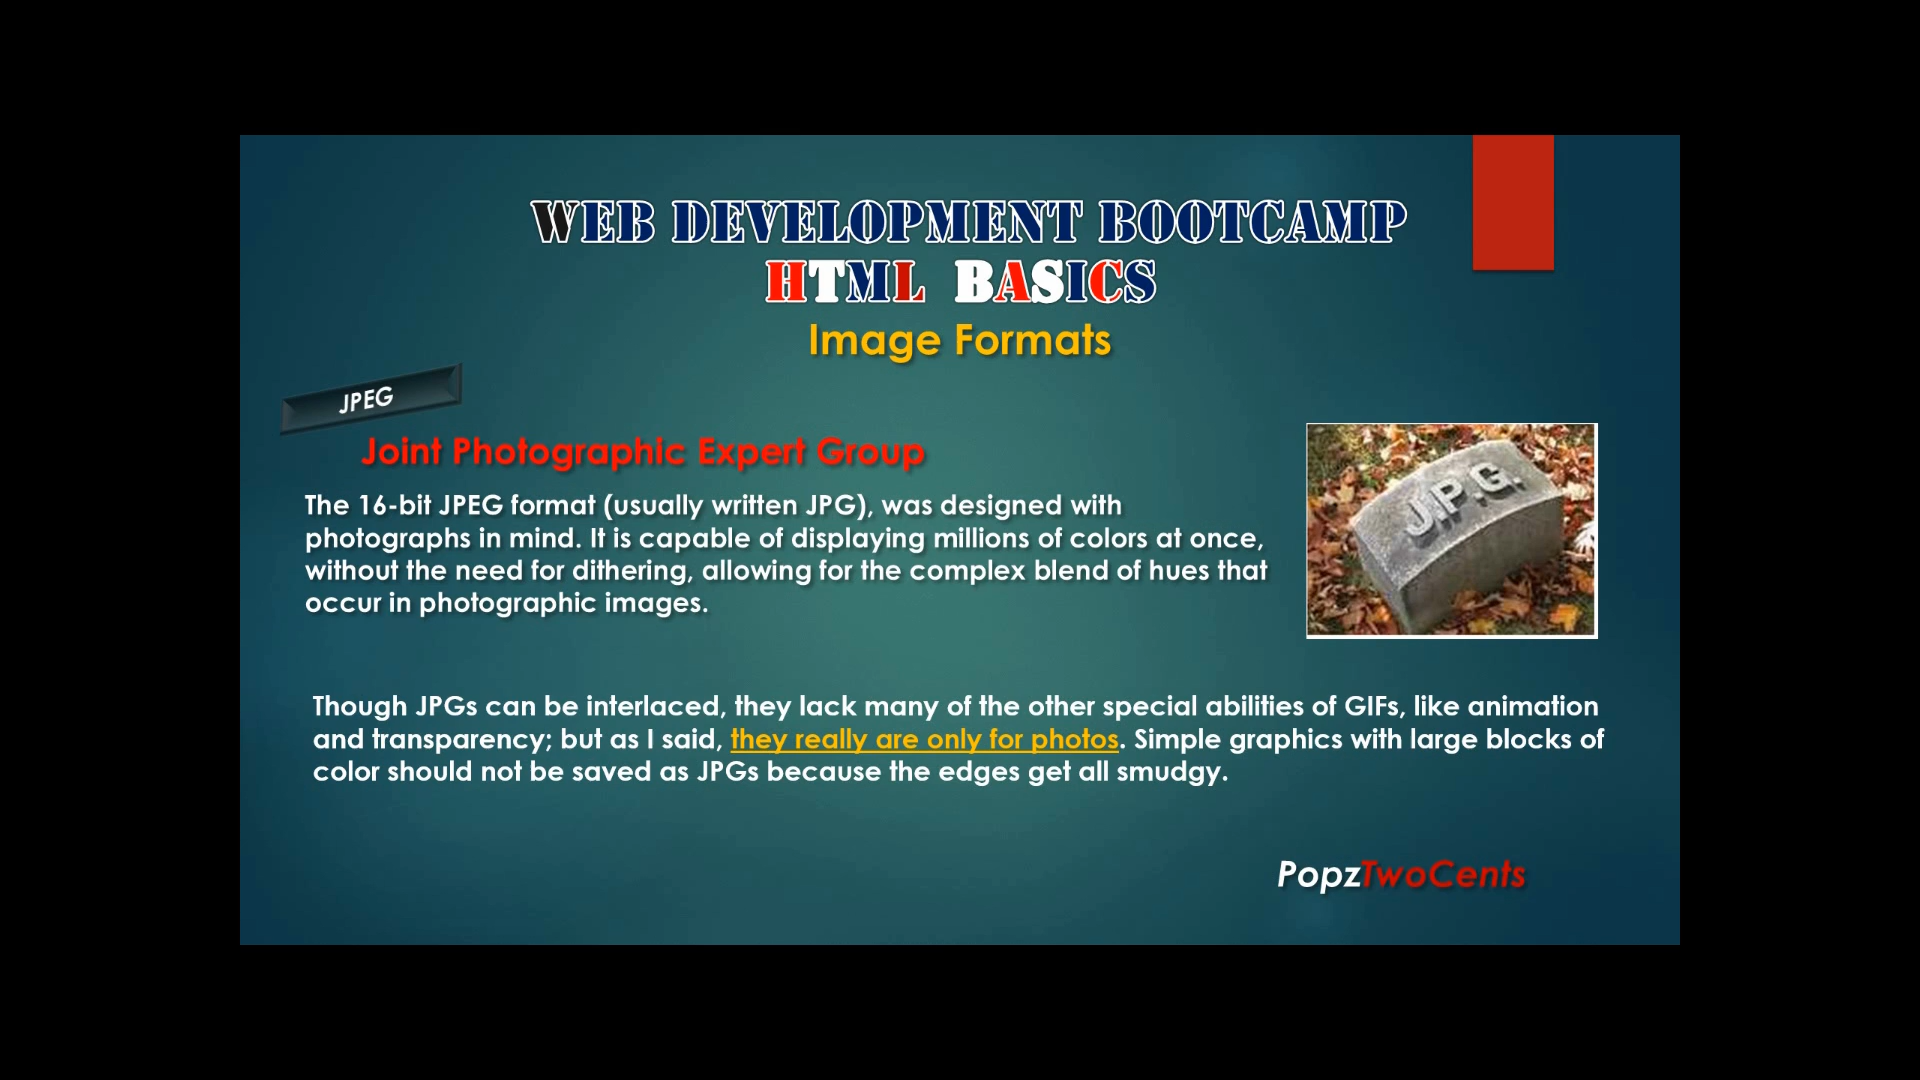 WEB DEVELOPMENT BOOTCAMP
HTML BASICS
Image Formats
JPEG
Joint Photographic Expert Group
The 16-bit JPEG format (usually written JPG), was designed with
photographs in mind. It is capable of displaying millions of colors at once,
without the need for dithering, allowing for the complex blend of hues that
occur in photographic images.
J.P.G.
Though JPGs can be interlaced, they lack many of the other special abilities of GIFs, like animation
and transparency; but as I said, they really are only for photos. Simple graphics with large blocks of
color should not be saved as JPGs because the edges get all smudgy.
PopzTwoCents